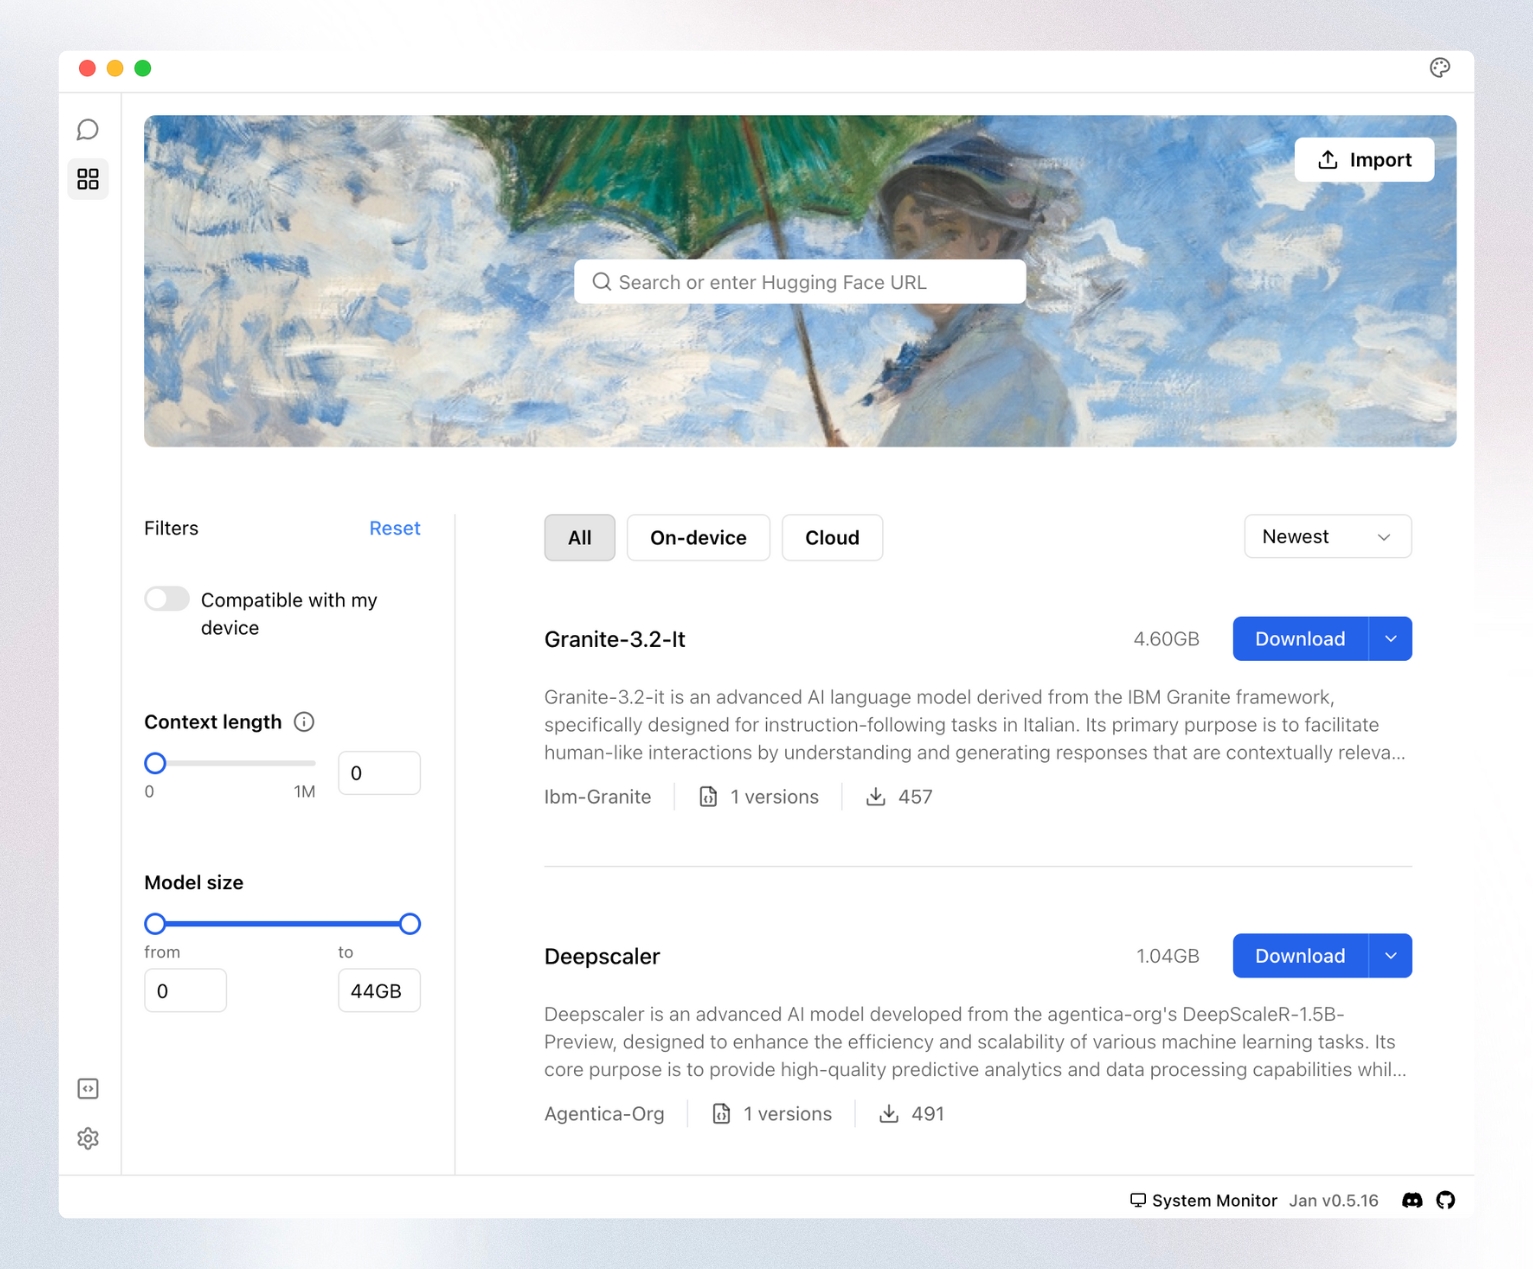 Import
Search or enter Hugging Face URL
Filters
Reset
Compatible with my
device
Context length
0
0
1M
Model size
from
to
0
44GB
All
On-device
Cloud
Newest
Granite-3.2-It
4.60GB
Download
Granite-3.2-it is an advanced AI language model derived from the IBM Granite framework,
specifically designed for instruction-following tasks in Italian. Its primary purpose is to facilitate
human-like interactions by understanding and generating responses that are contextually releva...
Ibm-Granite
1 versions
457
Deepscaler
1.04GB
Download
Deepscaler is an advanced AI model developed from the agentica-org's DeepScaleR-1.5B-
Preview, designed to enhance the efficiency and scalability of various machine learning tasks. Its
core purpose is to provide high-quality predictive analytics and data processing capabilities whil...
Agentica-Org
1 versions
491
System Monitor
Jan v0.5.16